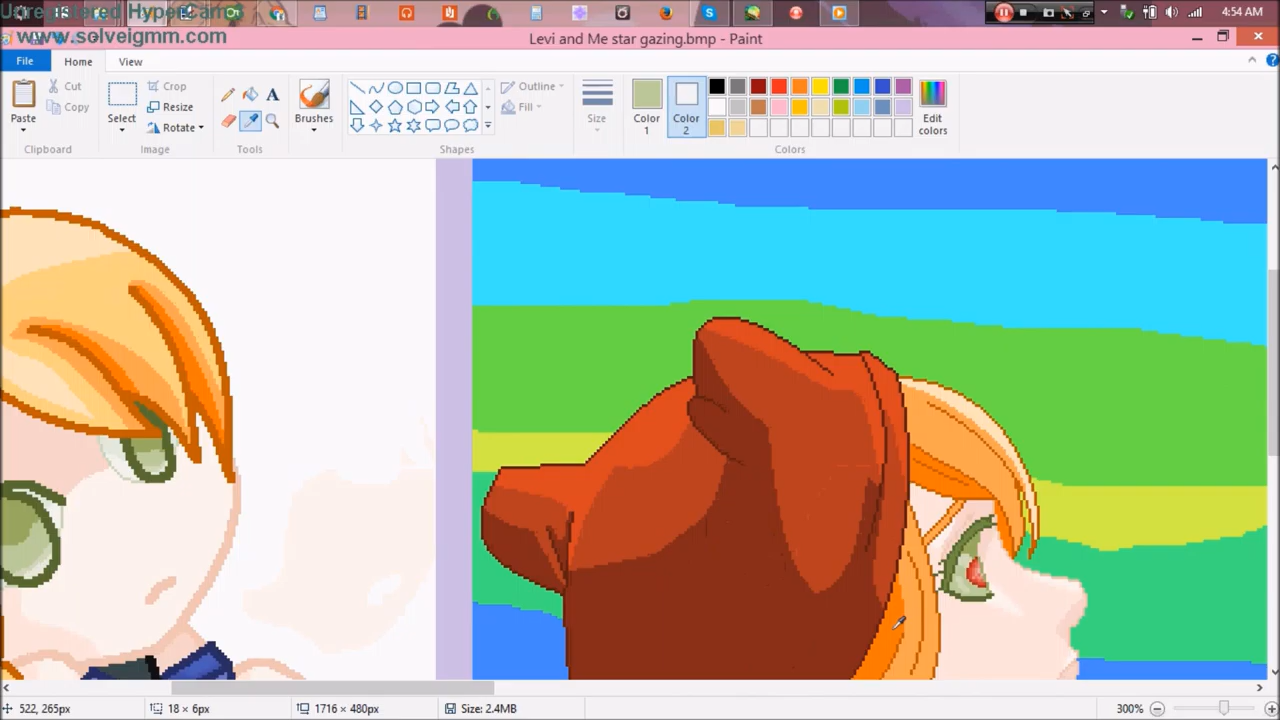 Unregistered HyperCam 3
www.solveigmm.com
4:54 AM
Levi and Me star gazing.bmp - Paint
File Home View
Paste
Cut
Copy
Clipboard
Select
Crop
Resize
Rotate
Image
A
Tools
Brushes
Outline
Fill
Shapes
Size
Color 1
Color 2
Colors
Edit colors
522, 265px
18 × 6px
1716 × 480px
Size: 2.4MB
300%